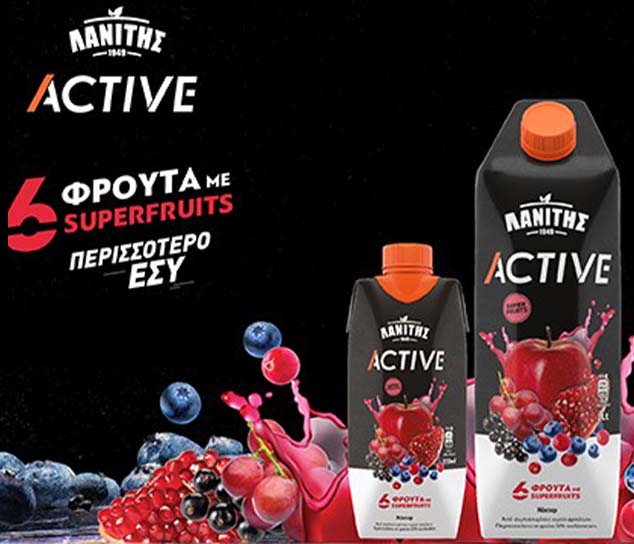 ΛΑΝΙΤΗΣ
1949
ACTIVE
6 ΦΡΟΥΤΑ ΜΕ
SUPERFRUITS
ΠΕΡΙΣΣΟΤΕΡΟ
ΕΣΥ
ΛΑΝΙΤΗΣ
ACTIVE
6 ΦΡΟΥΤΑ ΜΕ
SUPERFRUITS
Νέκταρ
ΛΑΝΙΤΗΣ
1949
ACTIVE
SUPER
FRUITS
6 ΦΡΟΥΤΑ ΜΕ
SUPERFRUITS
Νέκταρ